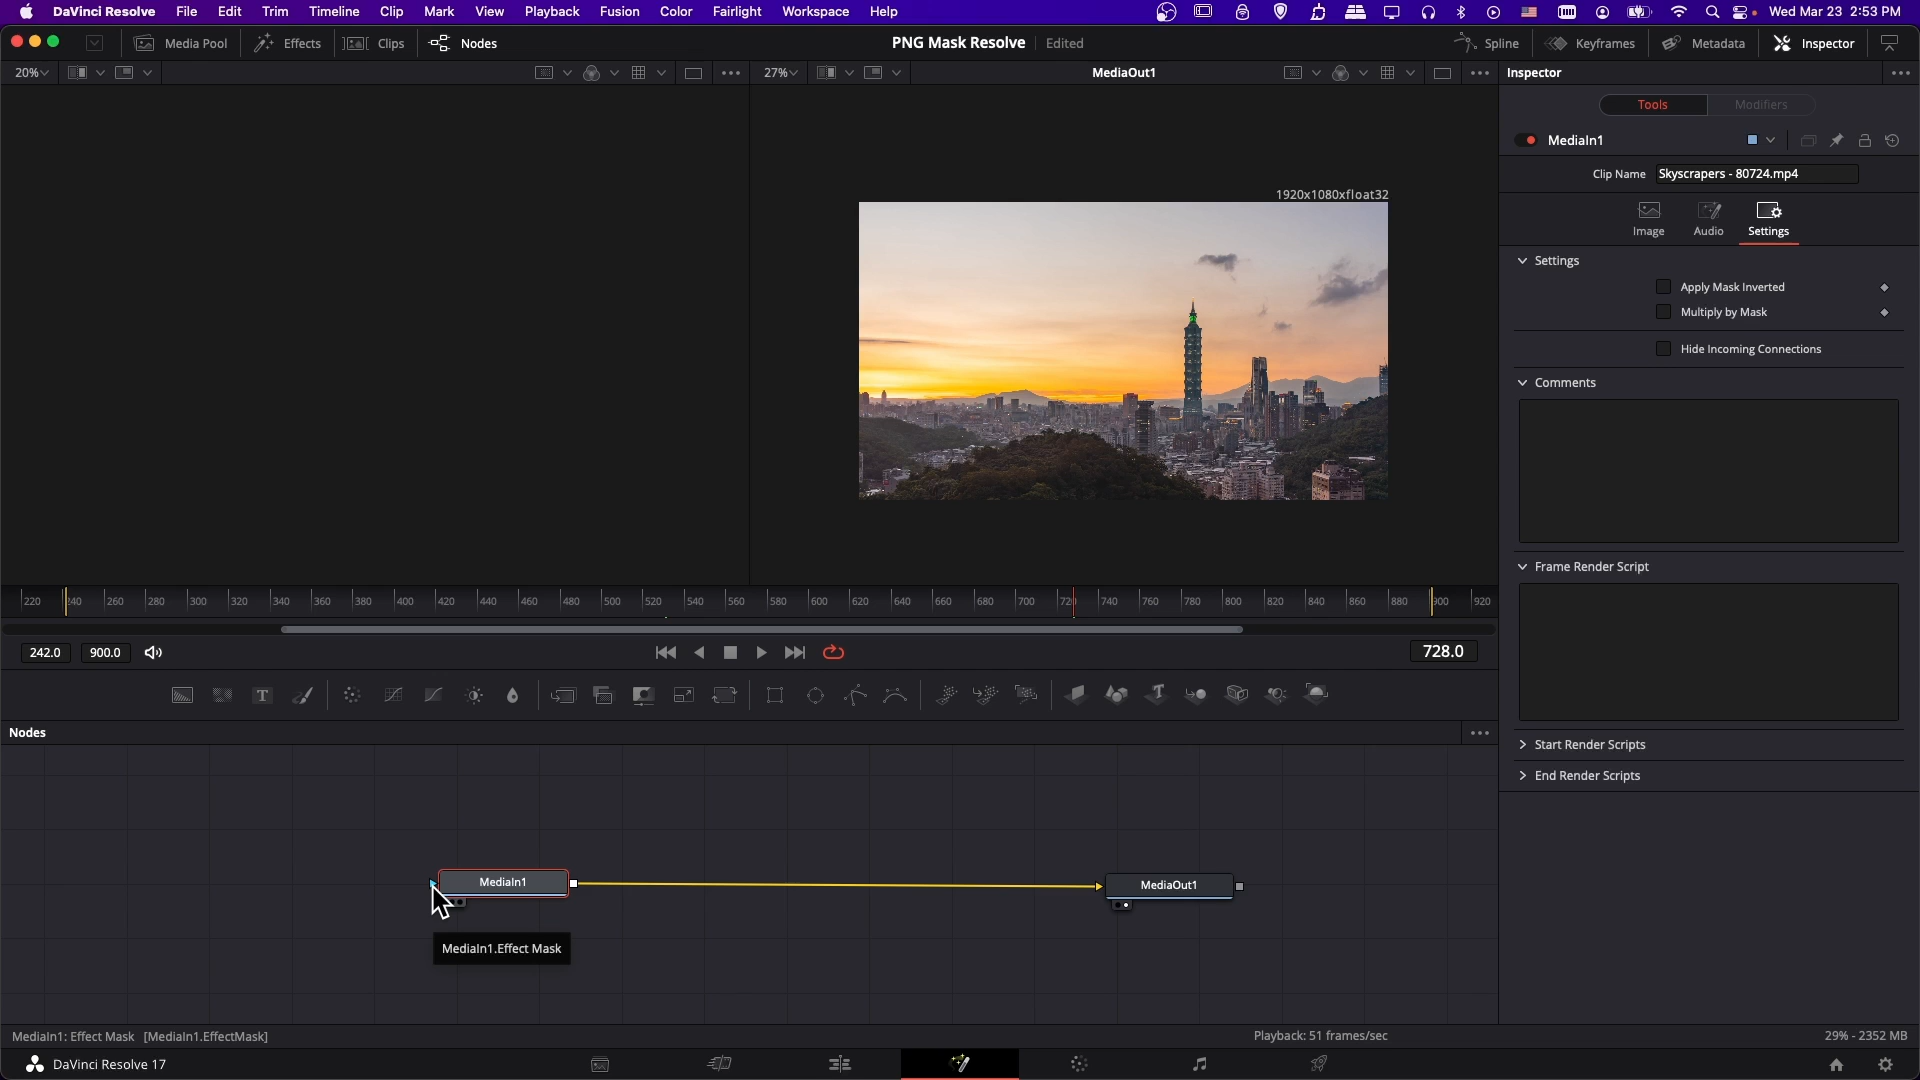 DaVinci Resolve File Edit Trim Timeline Clip Mark View Playback Fusion Color Fairlight Workspace Help Wed Mar 23 2:53 PM
Media Pool Effects Clips Nodes PNG Mask Resolve Edited Spline Keyframes Metadata Inspector
20% 27% MediaOut1 Inspector
Tools Modifiers
MediaIn1
Clip Name Skyscrapers - 80724.mp4
1920x1080xfloat32
Image Audio Settings
Settings
Apply Mask Inverted
Multiply by Mask
Hide Incoming Connections
Comments
Frame Render Script
220 240 260 280 300 320 340 360 380 400 420 440 460 480 500 520 540 560 580 600 620 640 660 680 700 720 740 760 780 800 820 840 860 880 900 920
242.0 900.0 728.0
T T
Nodes
Start Render Scripts
End Render Scripts
MediaIn1 MediaOut1
MediaIn1.Effect Mask
MediaIn1: Effect Mask [MediaIn1.EffectMask] Playback: 51 frames/sec 29% - 2352 MB
DaVinci Resolve 17